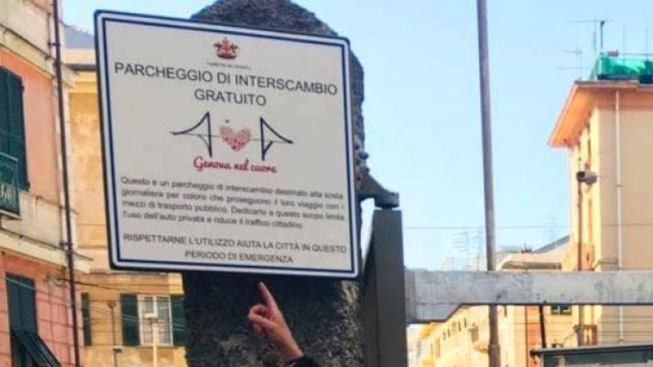 COMUNE DI GENOVA
PARCHEGGIO DI INTERSCAMBIO
GRATUITO
Genova nel cuore
Questo è un parcheggio di interscambio destinato alla sosta
giornaliera per coloro che proseguono il loro viaggio con i
mezzi di trasporto pubblico. Dedicarlo a questo scopo limita
l'uso dell'auto privata e riduce il traffico cittadino
RISPETTARNE L'UTILIZZO AIUTA LA CITTÀ IN QUESTO
PERIODO DI EMERGENZA